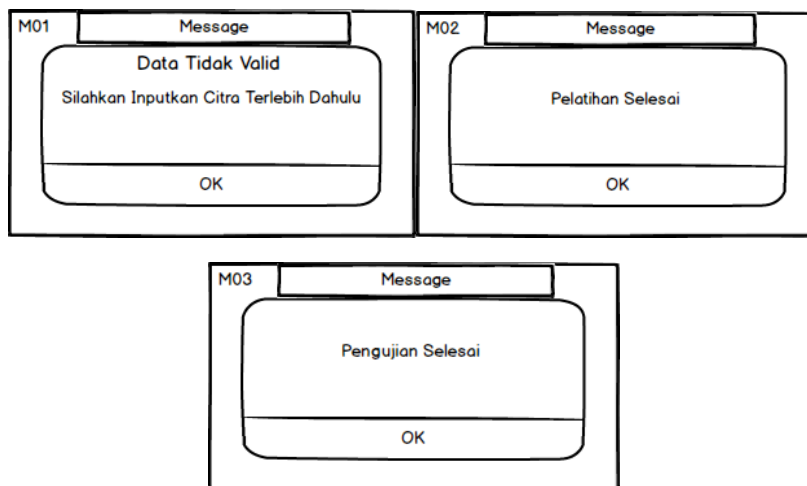 M01
Message
Data Tidak Valid
Silahkan Inputkan Citra Terlebih Dahulu
OK
M02
Message
Pelatihan Selesai
OK
M03
Message
Pengujian Selesai
OK